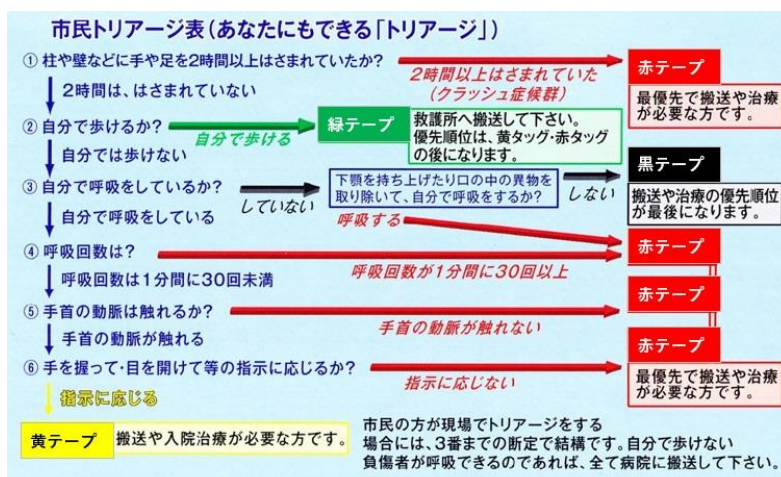 市民トリアージ表(あなたにもできる「トリアージ」)
①柱や壁などに手や足を2時間以上はさまれていたか?
2時間以上はさまれていた
(クラッシュ症候群)
赤テープ
最優先で搬送や治療
が必要な方です。
2時間は、はさまれていない
②自分で歩けるか?
自分で歩ける
緑テープ
救護所へ搬送して下さい。
優先順位は、黄タッグ・赤タッグ
の後になります。
自分では歩けない
③自分で呼吸をしているか?
していない
下顎を持ち上げたり口の中の異物を
取り除いて、自分で呼吸をするか?
しない
黒テープ
搬送や治療の優先順位
が最後になります。
自分で呼吸をしている
呼吸する
④呼吸回数は?
呼吸回数が1分間に30回以上
赤テープ
呼吸回数は1分間に30回未満
⑤手首の動脈は触れるか?
手首の動脈が触れない
赤テープ
手首の動脈が触れる
⑥手を握って・目を開けて等の指示に応じるか?
指示に応じない
赤テープ
最優先で搬送や治療
が必要な方です。
指示に応じる
黄テープ
搬送や入院治療が必要な方です。
市民の方が現場でトリアージをする
場合には、3番までの断定で結構です。自分で歩けない
負傷者が呼吸できるのであれば、全て病院に搬送して下さい。